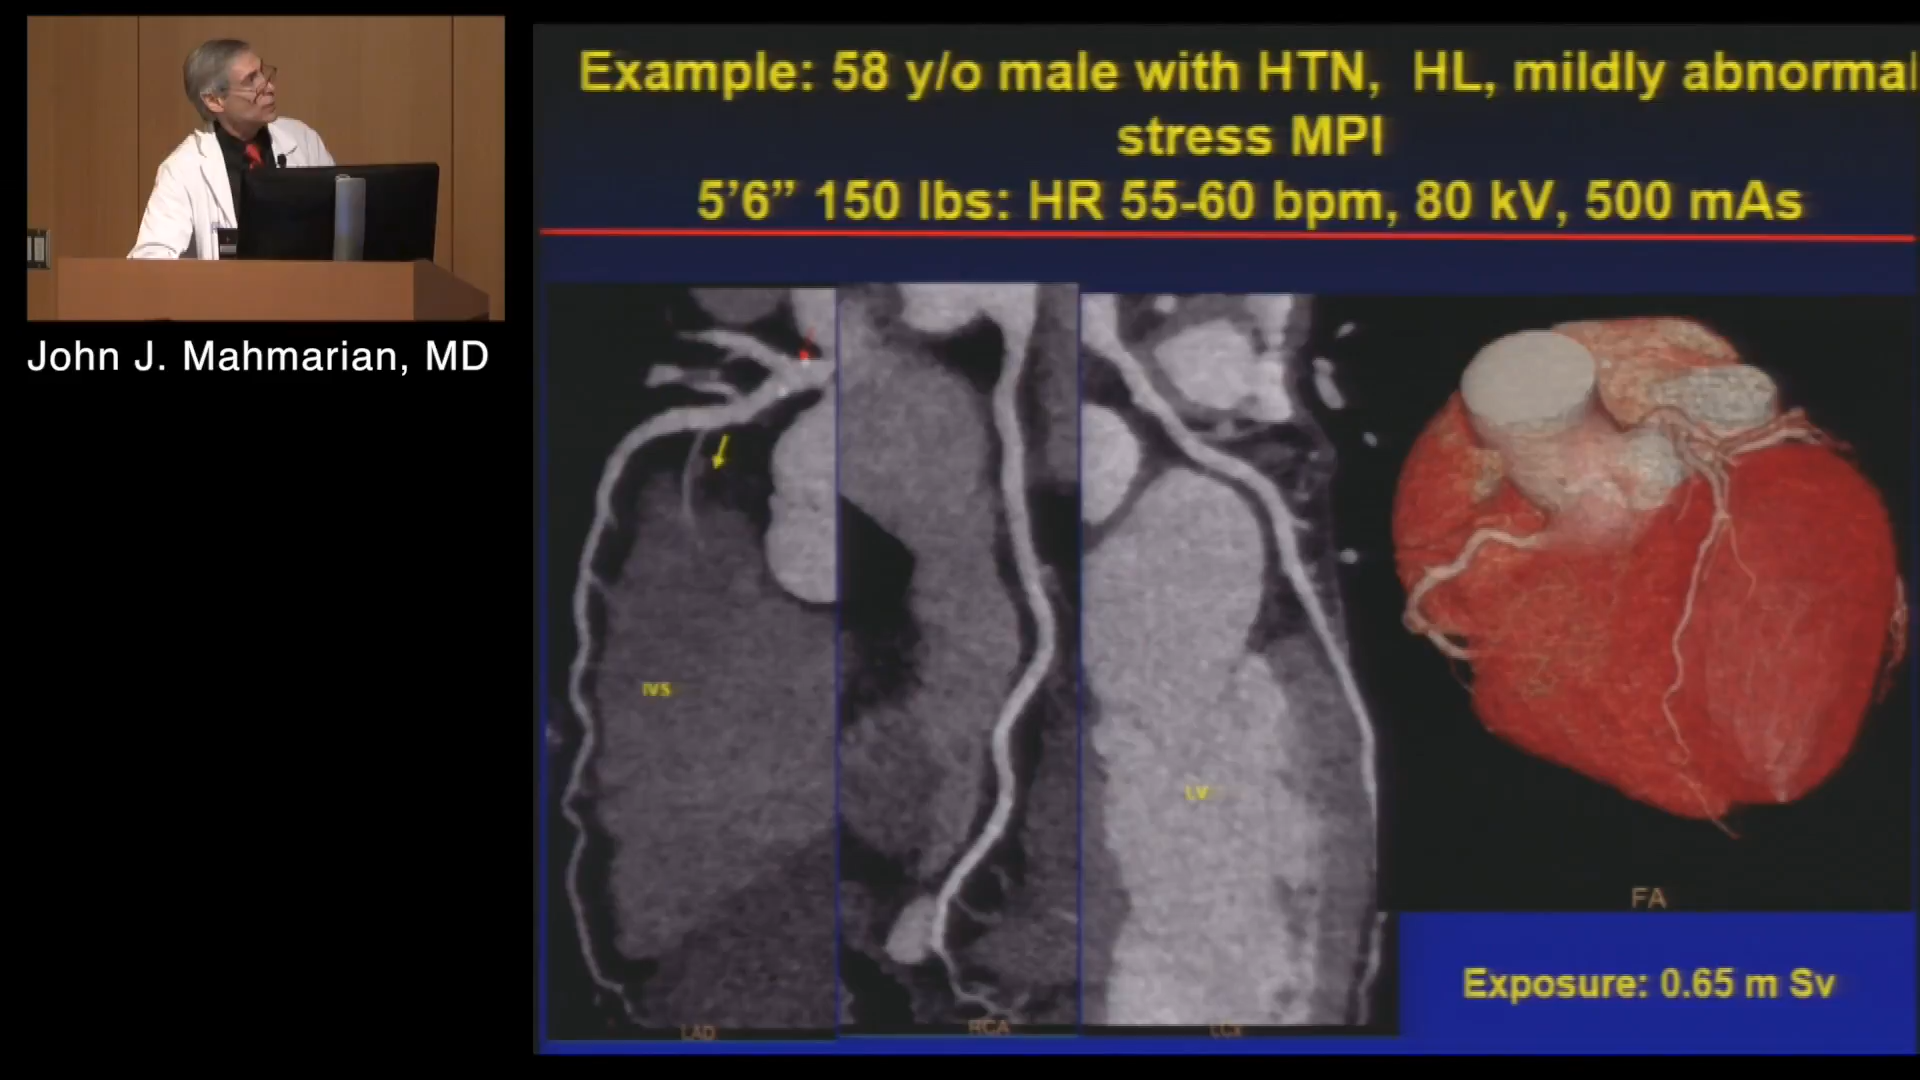 Example: 58 y/o male with HTN, HL, mildly abnormal
stress MPI
5’6” 150 lbs: HR 55-60 bpm, 80 kV, 500 mAs
John J. Mahmarian, MD
IVS
LV
FA
Exposure: 0.65 m Sv
LAD
RCA
LCx